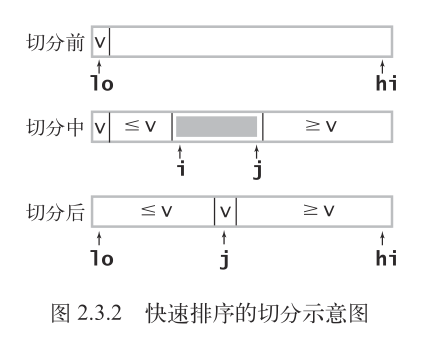 切分前 v
lo hi
切分中 v ≤ v ≥ v
i j
切分后 ≤ v v ≥ v
lo j hi
图 2.3.2 快速排序的切分示意图